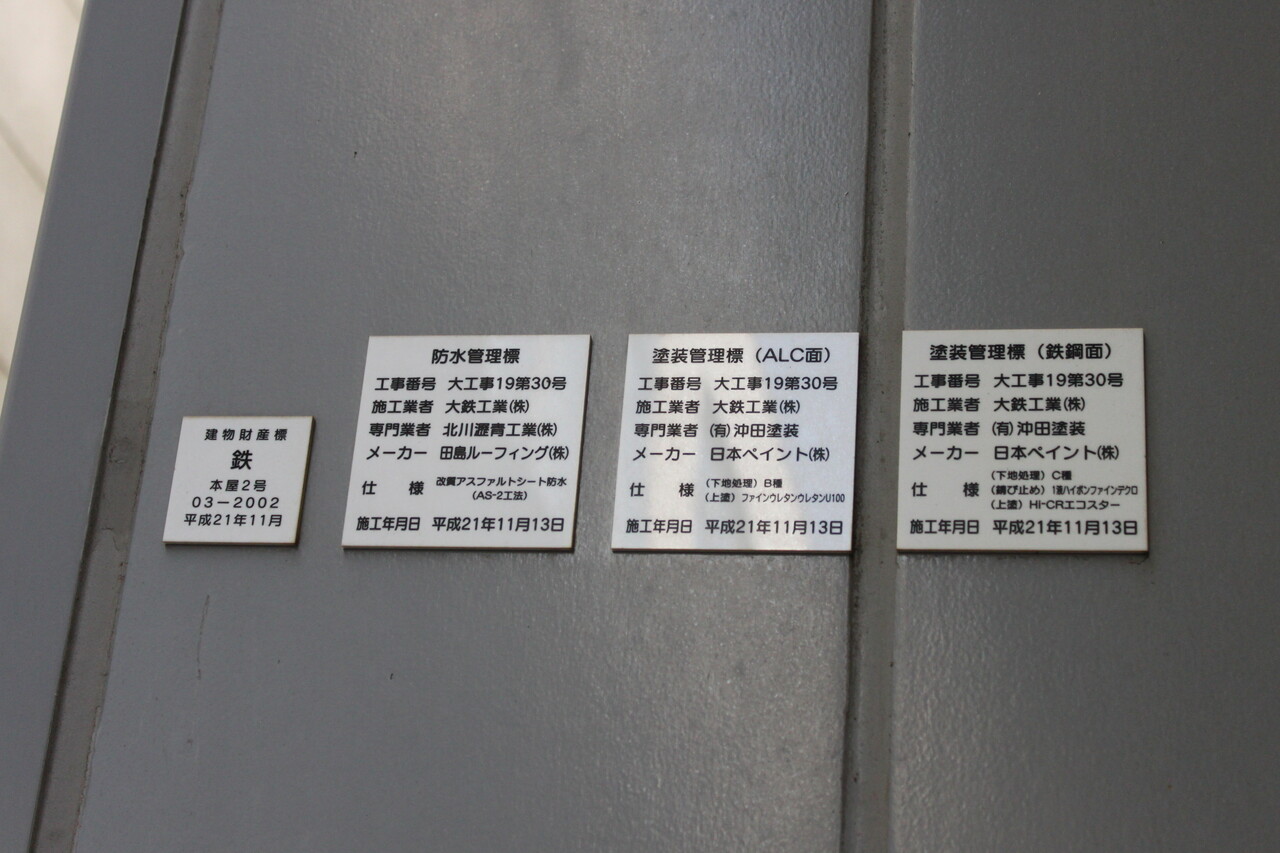 建物財産標
鉄
本屋2号
03-2002
平成21年11月
防水管理標
工事番号 大工事19第30号
施工業者 大鉄工業(株)
専門業者 北川瀝青工業(株)
メーカー 田島ルーフィング(株)
仕様 改質アスファルトシート防水
(AS-2工法)
施工年月日 平成21年11月13日
塗装管理標(ALC面)
工事番号 大工事19第30号
施工業者 大鉄工業(株)
専門業者 (有)沖田塗装
メーカー 日本ペイント(株)
仕様 (下地処理)B種
(上塗)ファインウレタンウレタンU100
施工年月日 平成21年11月13日
塗装管理標(鉄鋼面)
工事番号 大工事19第30号
施工業者 大鉄工業(株)
専門業者 (有)沖田塗装
メーカー 日本ペイント(株)
(下地処理)C種
仕様 (錆び止め)1液ハイポンファインデクロ
(上塗)HI-CRエコスター
施工年月日 平成21年11月13日